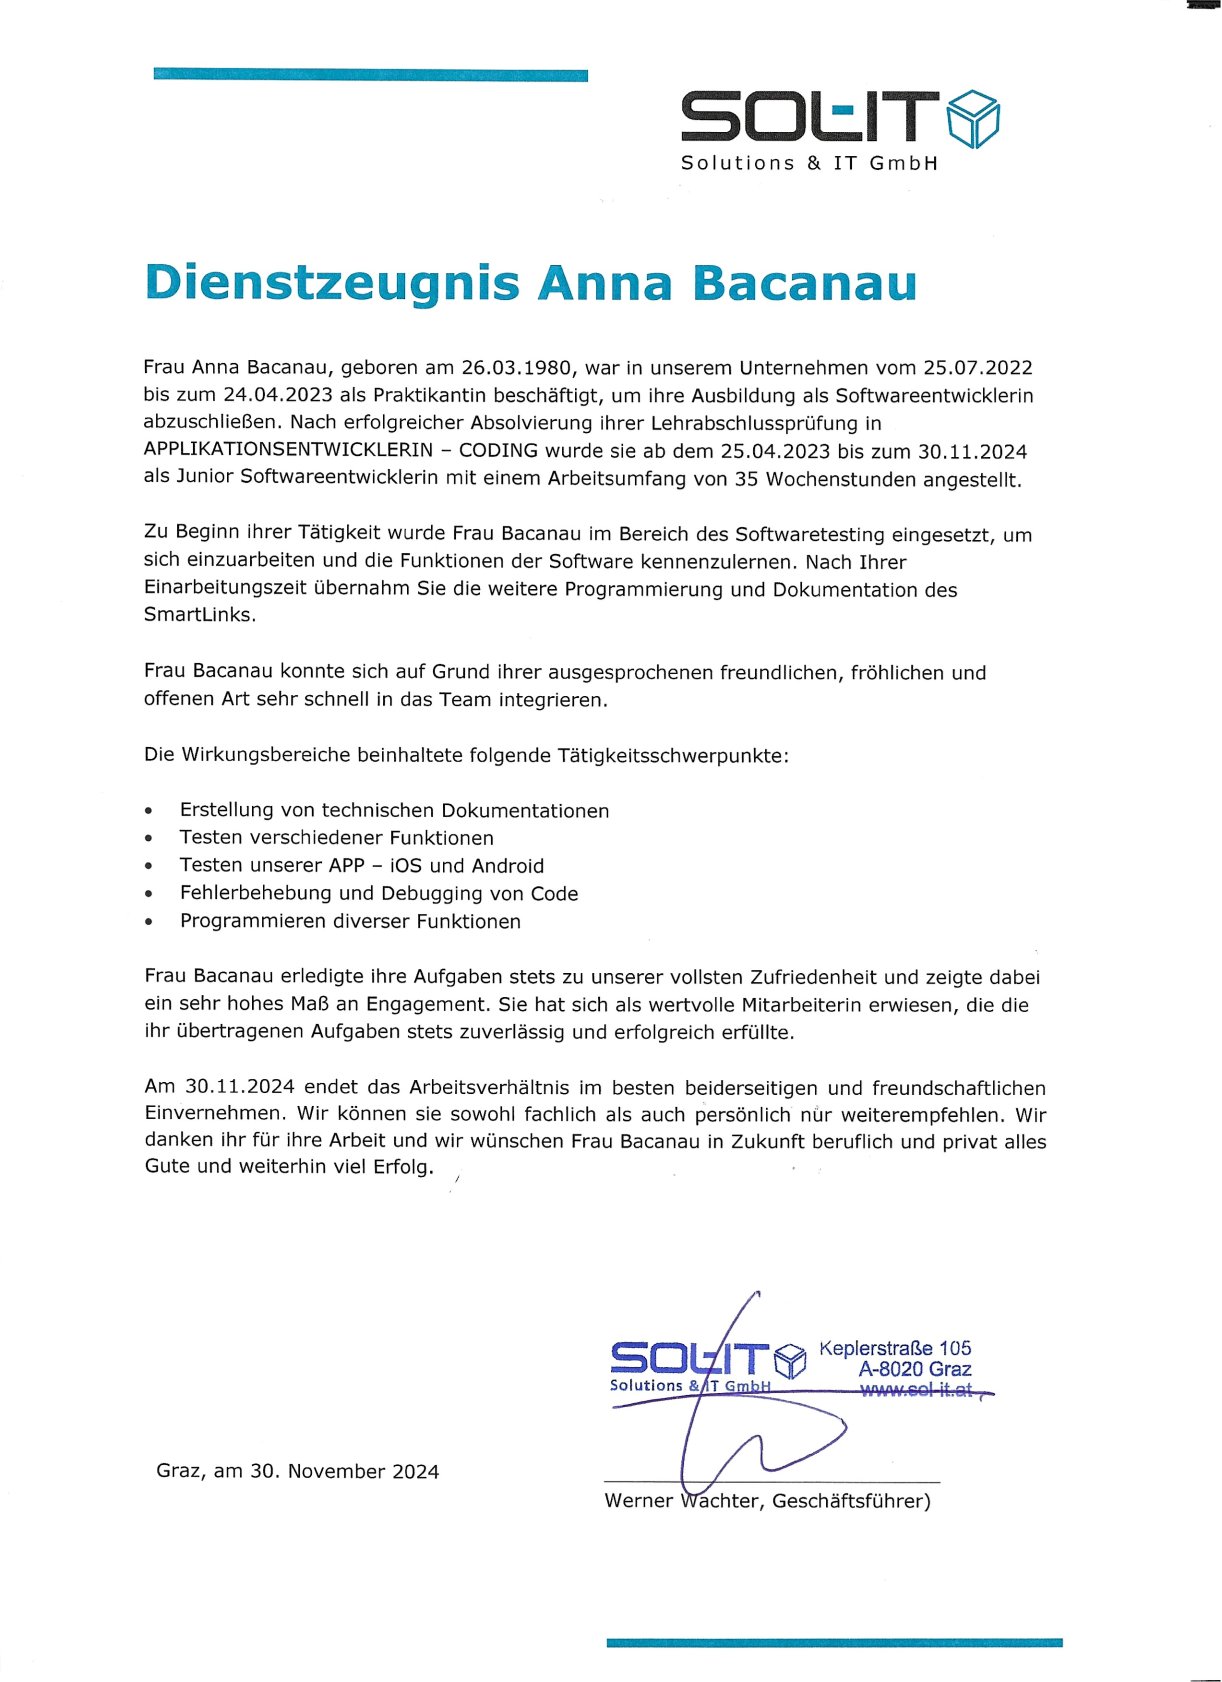 SOL-IT
Solutions & IT GmbH
Dienstzeugnis Anna Bacanau
Frau Anna Bacanau, geboren am 26.03.1980, war in unserem Unternehmen vom 25.07.2022
bis zum 24.04.2023 als Praktikantin beschäftigt, um ihre Ausbildung als Softwareentwicklerin
abzuschließen. Nach erfolgreicher Absolvierung ihrer Lehrabschlussprüfung in
APPLIKATIONSENTWICKLERIN – CODING wurde sie ab dem 25.04.2023 bis zum 30.11.2024
als Junior Softwareentwicklerin mit einem Arbeitsumfang von 35 Wochenstunden angestellt.
Zu Beginn ihrer Tätigkeit wurde Frau Bacanau im Bereich des Softwaretesting eingesetzt, um
sich einzuarbeiten und die Funktionen der Software kennenzulernen. Nach Ihrer
Einarbeitungszeit übernahm Sie die weitere Programmierung und Dokumentation des
SmartLinks.
Frau Bacanau konnte sich auf Grund ihrer ausgesprochenen freundlichen, fröhlichen und
offenen Art sehr schnell in das Team integrieren.
Die Wirkungsbereiche beinhaltete folgende Tätigkeitsschwerpunkte:
• Erstellung von technischen Dokumentationen
• Testen verschiedener Funktionen
• Testen unserer APP – iOS und Android
• Fehlerbehebung und Debugging von Code
• Programmieren diverser Funktionen
Frau Bacanau erledigte ihre Aufgaben stets zu unserer vollsten Zufriedenheit und zeigte dabei
ein sehr hohes Maß an Engagement. Sie hat sich als wertvolle Mitarbeiterin erwiesen, die die
ihr übertragenen Aufgaben stets zuverlässig und erfolgreich erfüllte.
Am 30.11.2024 endet das Arbeitsverhältnis im besten beiderseitigen und freundschaftlichen
Einvernehmen. Wir können sie sowohl fachlich als auch persönlich nur weiterempfehlen. Wir
danken ihr für ihre Arbeit und wir wünschen Frau Bacanau in Zukunft beruflich und privat alles
Gute und weiterhin viel Erfolg.
SOL-IT
Solutions & IT GmbH
Keplerstraße 105
A-8020 Graz
www.sol-it.at
Graz, am 30. November 2024
Werner Wachter, Geschäftsführer)